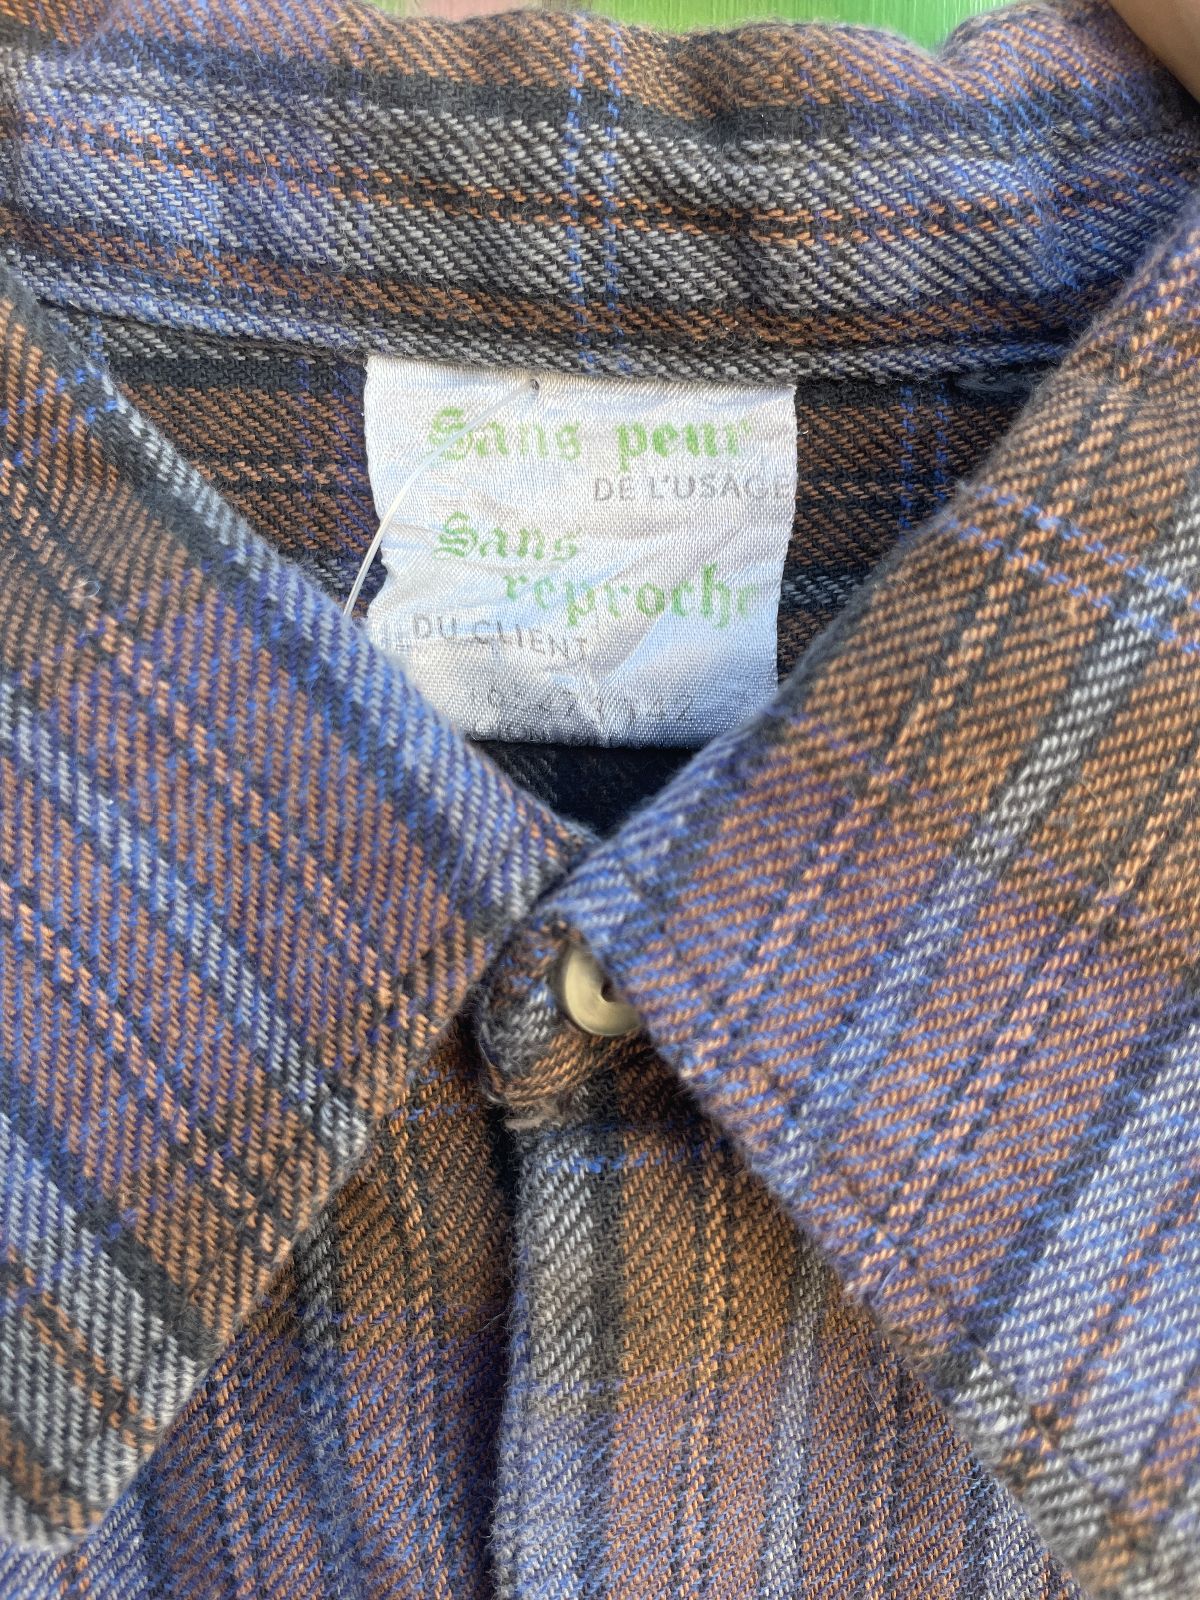 Sans peur
DE L'USAGE
Sans
reproche
DU CLIENT